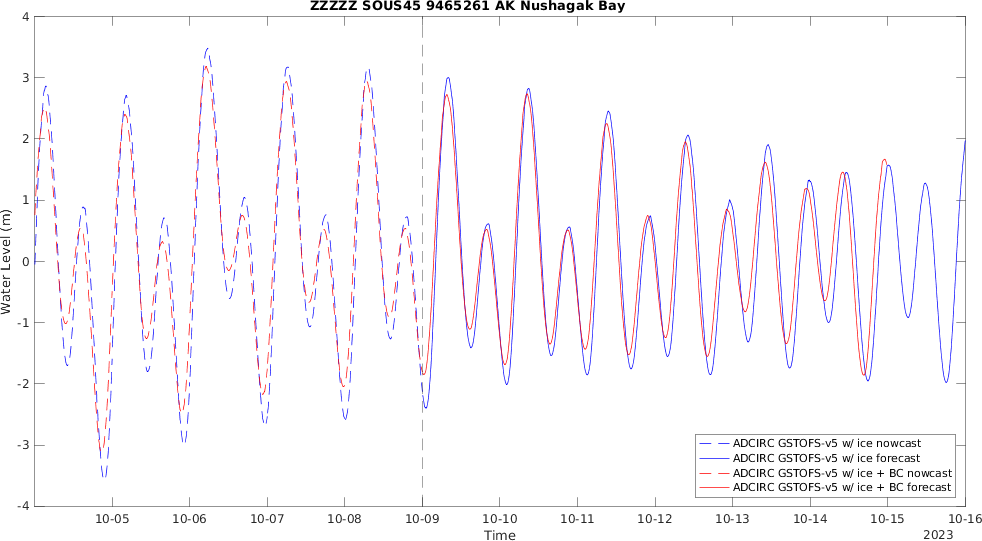 ZZZZZ SOUS45 9465261 AK Nushagak Bay
4
3
2
1
0
-1
-2
-3
-4
Water Level (m)
10-05 10-06 10-07 10-08 10-09 10-10 10-11 10-12 10-13 10-14 10-15 10-16
Time
2023
ADCIRC GSTOFS-v5 w/ ice nowcast
ADCIRC GSTOFS-v5 w/ ice forecast
ADCIRC GSTOFS-v5 w/ ice + BC nowcast
ADCIRC GSTOFS-v5 w/ ice + BC forecast